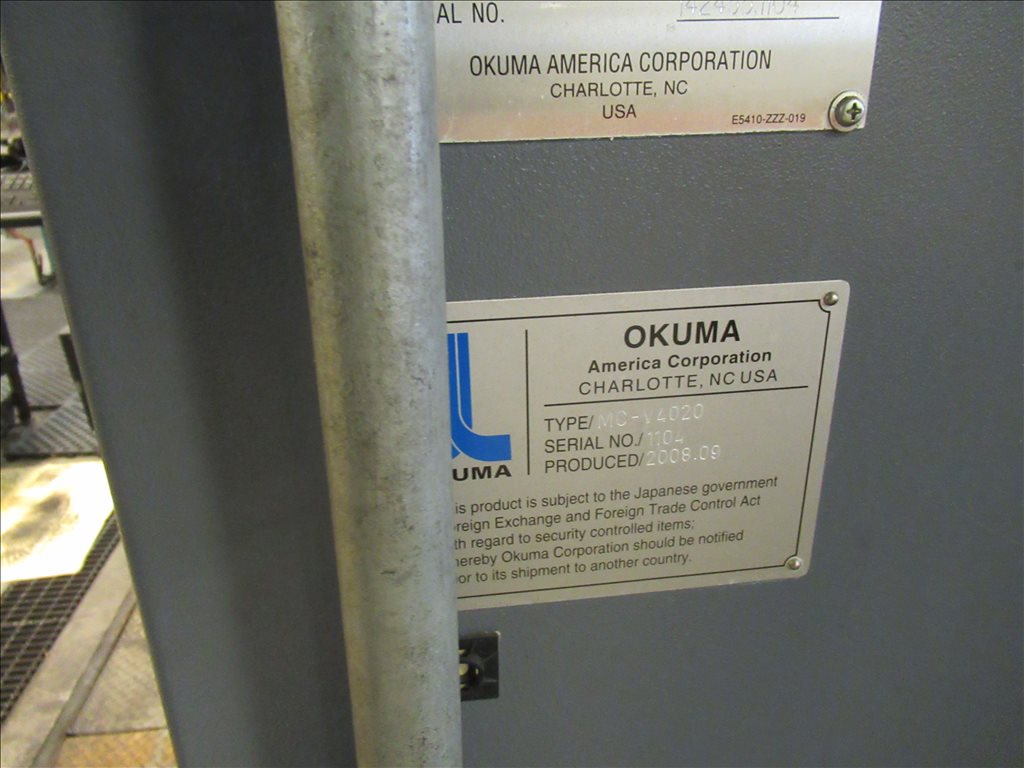 AL NO.
OKUMA AMERICA CORPORATION
CHARLOTTE, NC
USA
E5410-ZZZ-019
OKUMA
America Corporation
CHARLOTTE, NC USA
TYPE/ MC-V4020
SERIAL NO./ 1104
PRODUCED/ 2008.09
UMA
is product is subject to the Japanese government
reign Exchange and Foreign Trade Control Act
th regard to security controlled items;
hereby Okuma Corporation should be notified
ior to its shipment to another country.